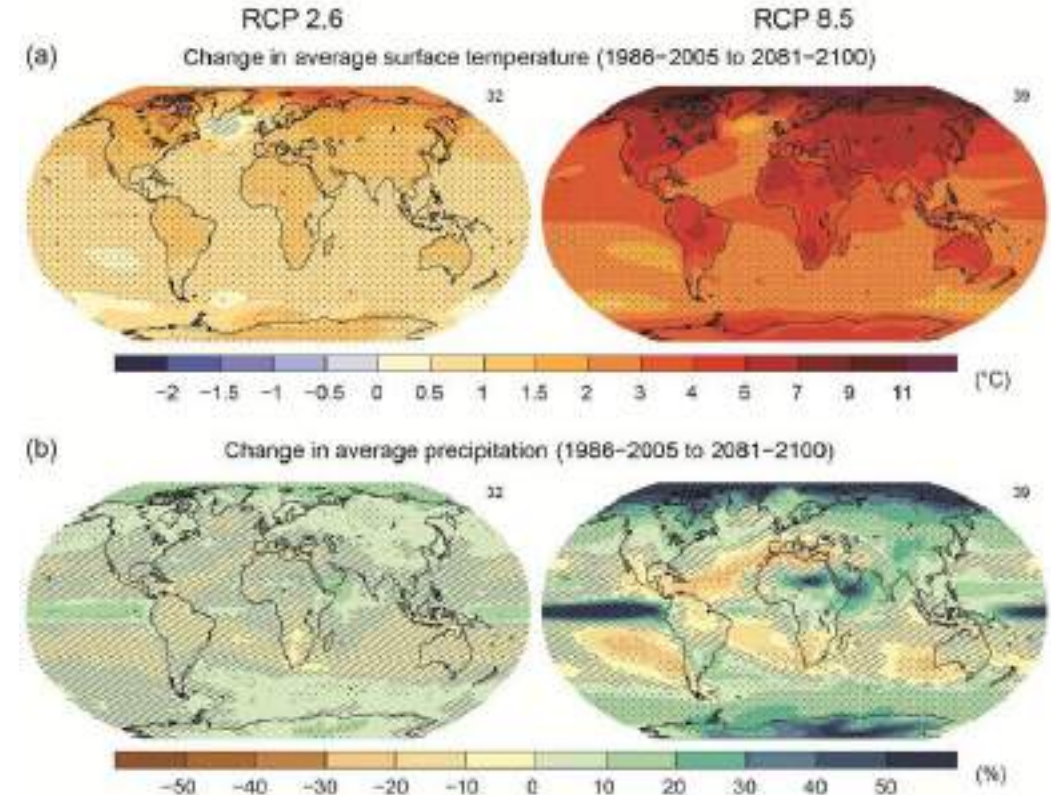 RCP 2.6 RCP 8.5
(a) Change in average surface temperature (1986−2005 to 2081−2100)
32 39
−2 −1.5 −1 −0.5 0 0.5 1 1.5 2 3 4 5 7 9 11 (°C)
(b) Change in average precipitation (1986−2005 to 2081−2100)
32 39
−50 −40 −30 −20 −10 0 10 20 30 40 50 (%)